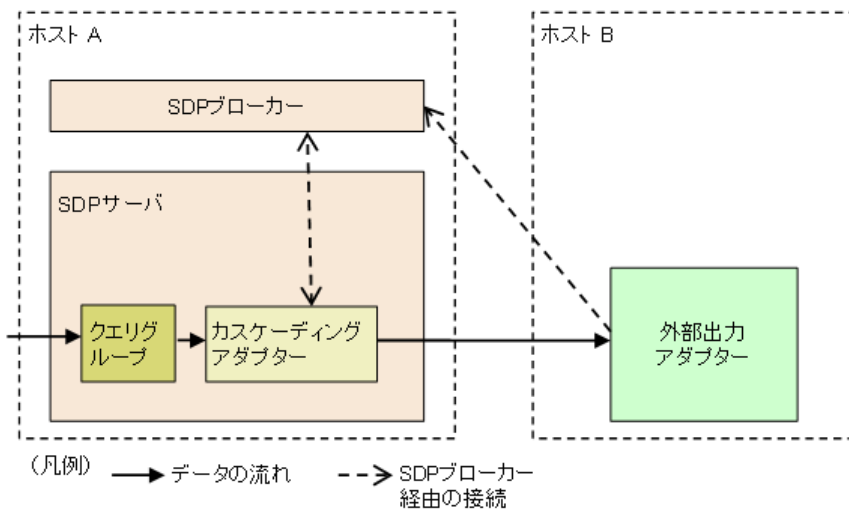 ホスト A
ホスト B
SDPブローカー
SDPサーバ
クエリグ
ループ
カスケーディング
アダプター
外部出力
アダプター
(凡例)
データの流れ
SDPブローカー
経由の接続